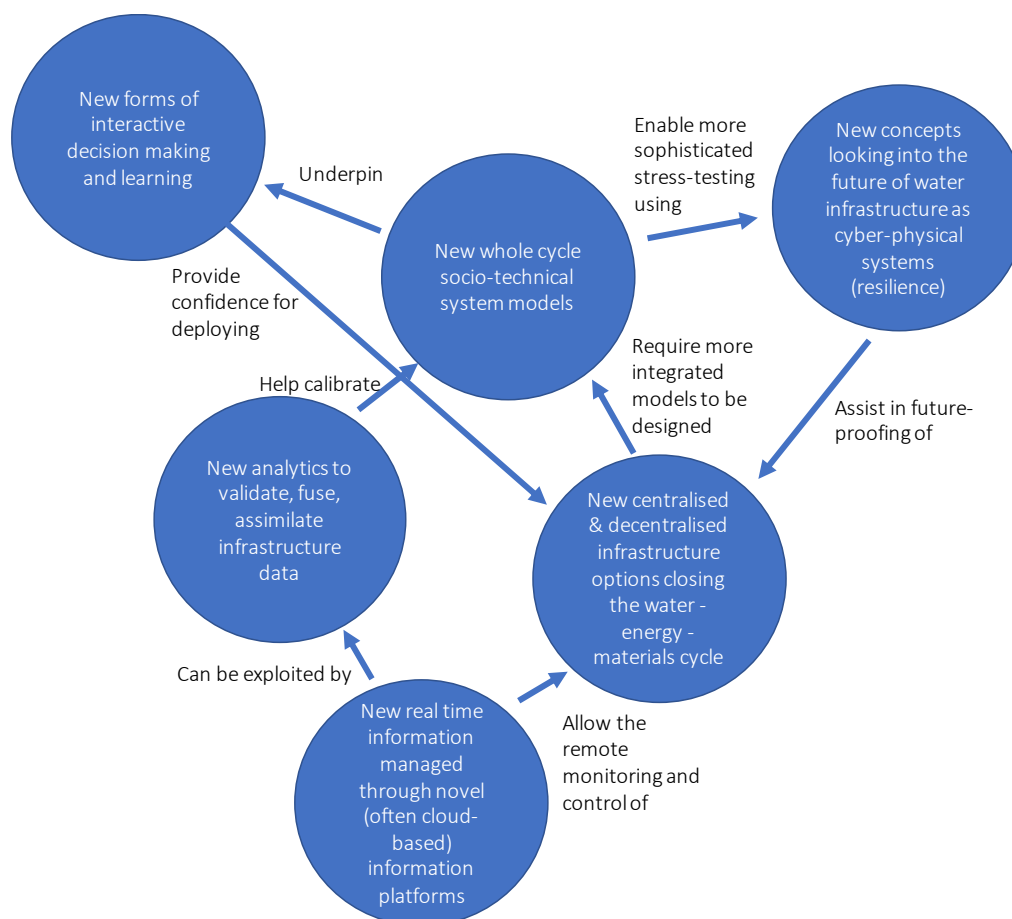 New forms of
interactive
decision making
and learning
Underpin
Enable more
sophisticated
stress-testing
using
New concepts
looking into the
future of water
infrastructure as
cyber-physical
systems
(resilience)
New whole cycle
socio-technical
system models
Provide
confidence for
deploying
Help calibrate
Require more
integrated
models to be
designed
Assist in future-
proofing of
New analytics to
validate, fuse,
assimilate
infrastructure
data
New centralised
& decentralised
infrastructure
options closing
the water -
energy -
materials cycle
Can be exploited by
New real time
information
managed
through novel
(often cloud-
based)
information
platforms
Allow the
remote
monitoring and
control of